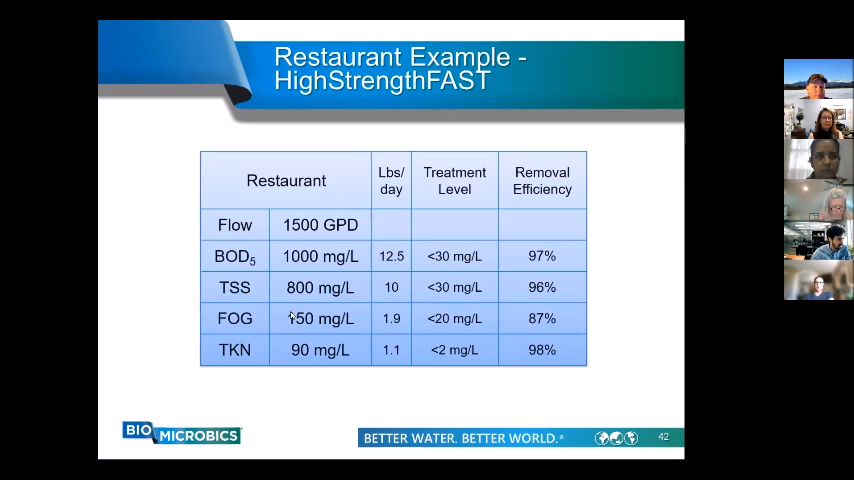 Restaurant Example -
HighStrengthFAST
Restaurant Lbs/day Treatment Level Removal Efficiency
Flow 1500 GPD
BOD5 1000 mg/L 12.5 <30 mg/L 97%
TSS 800 mg/L 10 <30 mg/L 96%
FOG 150 mg/L 1.9 <20 mg/L 87%
TKN 90 mg/L 1.1 <2 mg/L 98%
BIO MICROBICS
BETTER WATER. BETTER WORLD.®
42